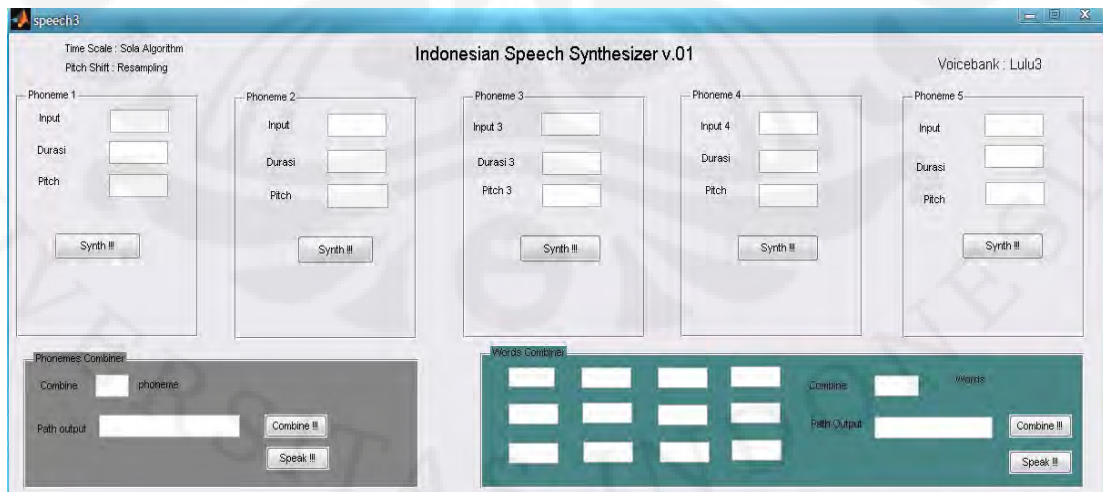 speech3
Time Scale : Sola Algorithm
Pitch Shift : Resampling
Indonesian Speech Synthesizer v.01
Voicebank : Lulu3
Phoneme 1
Input
Durasi
Pitch
Synth !!!
Phoneme 2
Input
Durasi
Pitch
Synth !!!
Phoneme 3
Input 3
Durasi 3
Pitch 3
Synth !!!
Phoneme 4
Input 4
Durasi
Pitch
Synth !!!
Phoneme 5
Input
Durasi
Pitch
Synth !!!
Phonemes Combiner
Combine phoneme
Path output
Combine !!!
Speak !!!
Words Combiner
Combine Words
Path Output
Combine !!!
Speak !!!